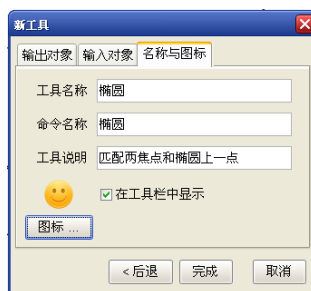 新工具
输出对象 输入对象 名称与图标
工具名称 椭圆
命令名称 椭圆
工具说明 匹配两焦点和椭圆上一点
在工具栏中显示
图标 ...
< 后退 完成 取消